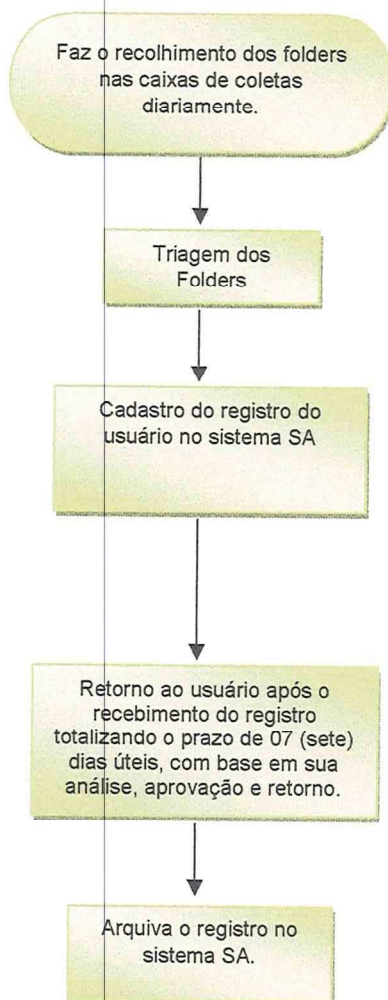 Faz o recolhimento dos folders
nas caixas de coletas
diariamente.
Triagem dos
Folders
Cadastro do registro do
usuário no sistema SA
Retorno ao usuário após o
recebimento do registro
totalizando o prazo de 07 (sete)
dias úteis, com base em sua
análise, aprovação e retorno.
Arquiva o registro no
sistema SA.